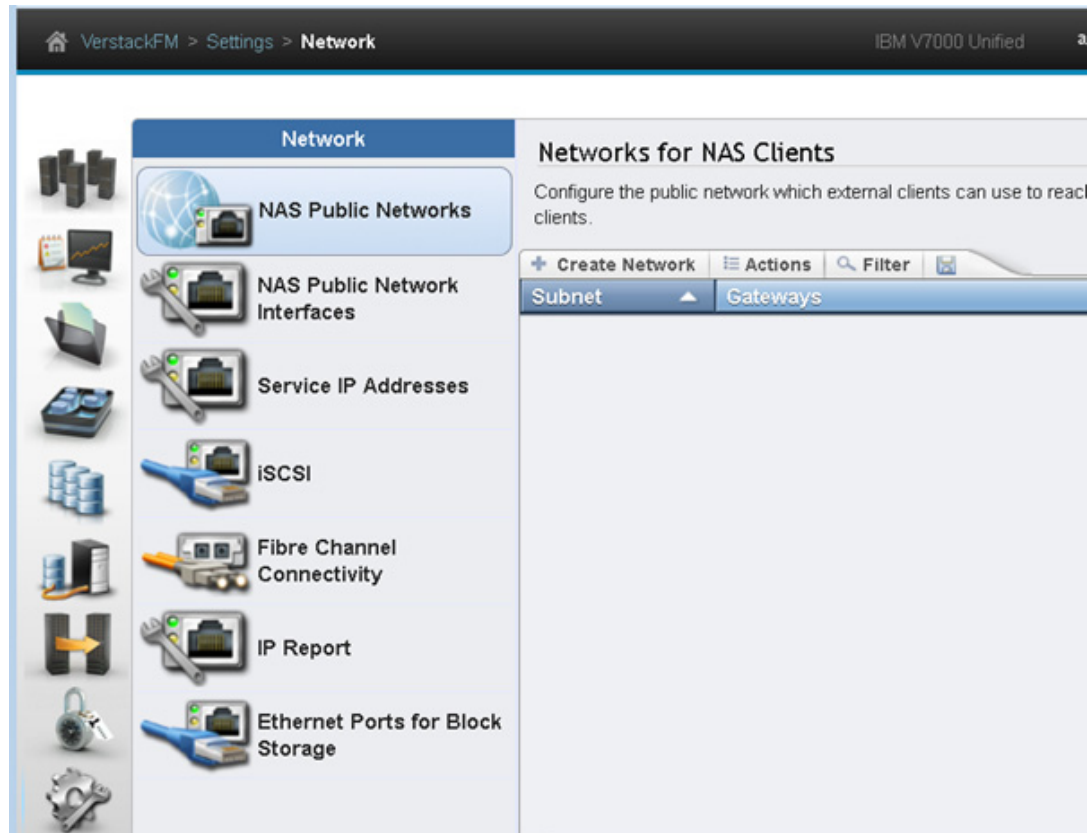 VerstackFM > Settings > Network
IBM V7000 Unified
Network
NAS Public Networks
NAS Public Network
Interfaces
Service IP Addresses
iSCSI
Fibre Channel
Connectivity
IP Report
Ethernet Ports for Block
Storage
Networks for NAS Clients
Configure the public network which external clients can use to reach
clients.
Create Network Actions Filter
Subnet Gateways